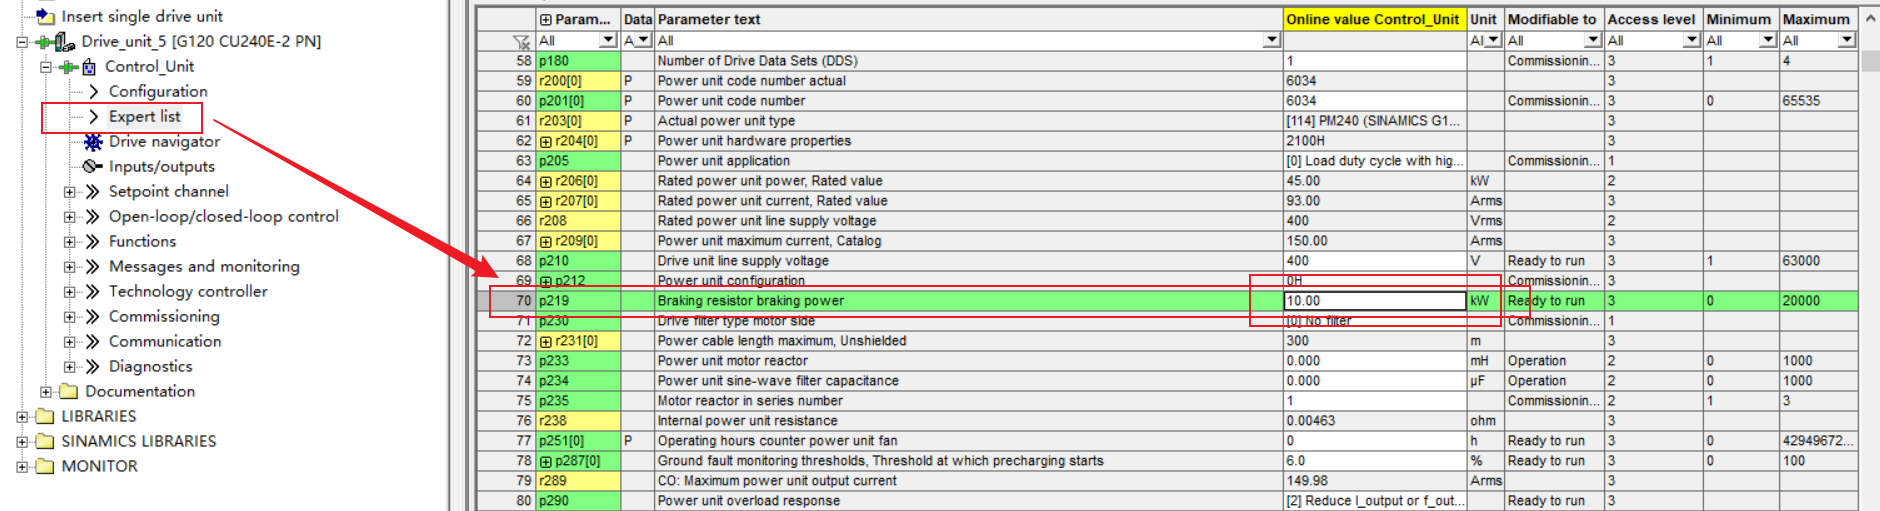 Insert single drive unit
Drive_unit_5 [G120 CU240E-2 PN]
Control_Unit
Configuration
Expert list
Drive navigator
Inputs/outputs
Setpoint channel
Open-loop/closed-loop control
Functions
Messages and monitoring
Technology controller
Commissioning
Communication
Diagnostics
Documentation
LIBRARIES
SINAMICS LIBRARIES
MONITOR
Param... Data Parameter text Online value Control_Unit Unit Modifiable to Access level Minimum Maximum
All A All Al All All All All
58 p180 Number of Drive Data Sets (DDS) 1 Commissionin... 3 1 4
59 r200[0] P Power unit code number actual 6034 3
60 p201[0] P Power unit code number 6034 Commissionin... 3 0 65535
61 r203[0] P Actual power unit type [114] PM240 (SINAMICS G1... 3
62 r204[0] P Power unit hardware properties 2100H 3
63 p205 Power unit application [0] Load duty cycle with hig... Commissionin... 1
64 r206[0] Rated power unit power, Rated value 45.00 kW 2
65 r207[0] Rated power unit current, Rated value 93.00 Arms 3
66 r208 Rated power unit line supply voltage 400 Vrms 2
67 r209[0] Power unit maximum current, Catalog 150.00 Arms 3
68 p210 Drive unit line supply voltage 400 V Ready to run 3 1 63000
69 p212 Power unit configuration 0H Commissionin... 3
70 p219 Braking resistor braking power 10.00 kW Ready to run 3 0 20000
71 p230 Drive filter type motor side [0] No filter Commissionin... 1
72 r231[0] Power cable length maximum, Unshielded 300 m 3
73 p233 Power unit motor reactor 0.000 mH Operation 2 0 1000
74 p234 Power unit sine-wave filter capacitance 0.000 µF Operation 2 0 1000
75 p235 Motor reactor in series number 1 Commissionin... 2 1 3
76 r238 Internal power unit resistance 0.00463 ohm 3
77 p251[0] P Operating hours counter power unit fan 0 h Ready to run 3 0 42949672...
78 p287[0] Ground fault monitoring thresholds, Threshold at which precharging starts 6.0 % Ready to run 3 0 100
79 r289 CO: Maximum power unit output current 149.98 Arms 3
80 p290 Power unit overload response [2] Reduce I_output or f_out... Ready to run 3